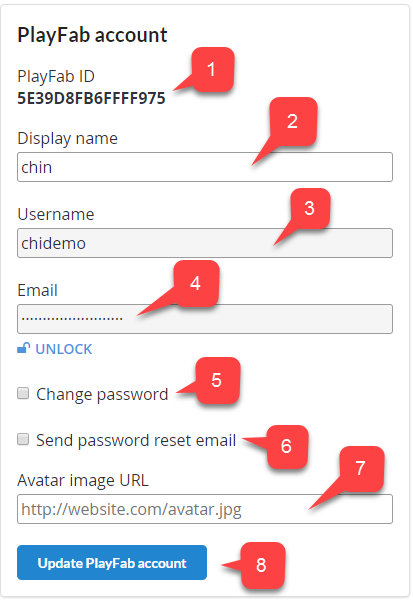 PlayFab account
PlayFab ID
1
5E39D8FB6FFFF975
Display name
2
chin
Username
3
chidemo
Email
4
························
UNLOCK
Change password
5
Send password reset email
6
Avatar image URL
7
http://website.com/avatar.jpg
Update PlayFab account
8